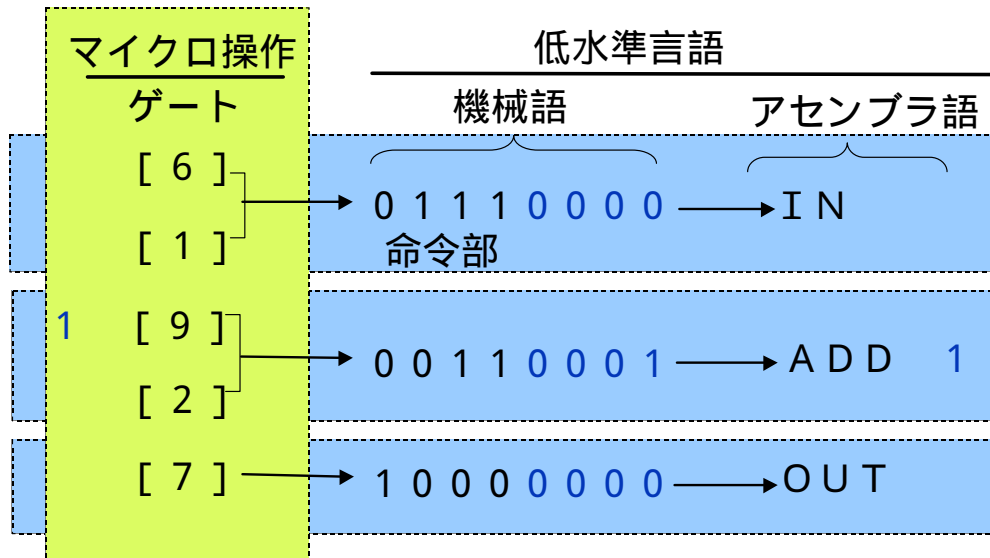 マイクロ操作
低水準言語
ゲート
機械語
アセンブラ語
[ 6 ]
0 1 1 1 0 0 0 0
I N
[ 1 ]
命令部
1 [ 9 ]
0 0 1 1 0 0 0 1
A D D 1
[ 2 ]
[ 7 ]
1 0 0 0 0 0 0 0
O U T